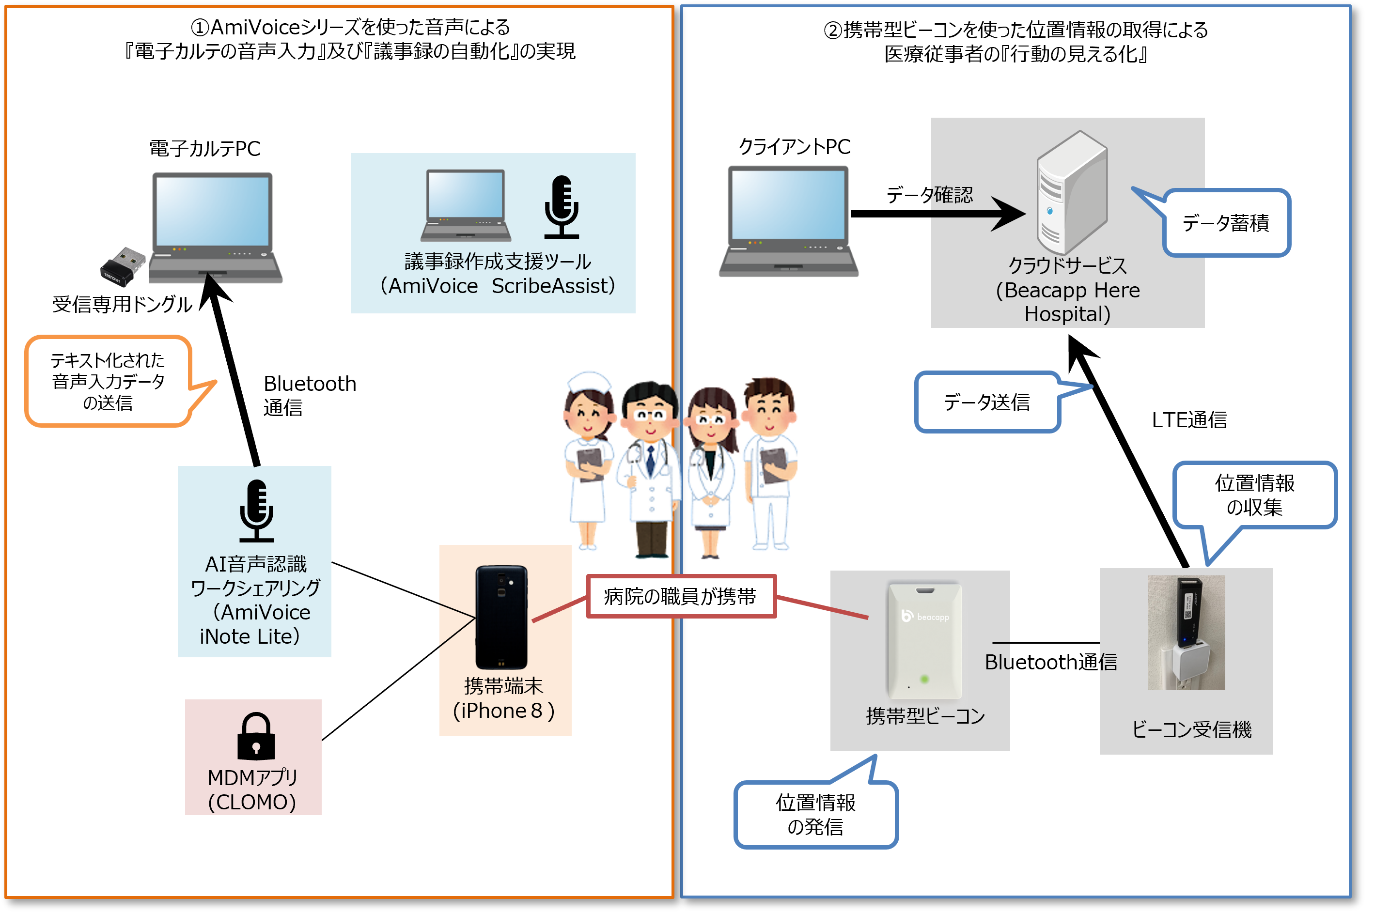 ①AmiVoiceシリーズを使った音声による
『電子カルテの音声入力』及び『議事録の自動化』の実現
電子カルテPC
受信専用ドングル
議事録作成支援ツール
（AmiVoice　ScribeAssist）
テキスト化された
音声入力データ
の送信
Bluetooth
通信
AI音声認識
ワークシェアリング
（AmiVoice
iNote Lite）
携帯端末
(iPhone８)
MDMアプリ
(CLOMO)
病院の職員が携帯
②携帯型ビーコンを使った位置情報の取得による
医療従事者の『行動の見える化』
クライアントPC
データ確認
データ蓄積
クラウドサービス
(Beacapp Here
Hospital)
データ送信
LTE通信
位置情報
の収集
beacapp
携帯型ビーコン
Bluetooth通信
ビーコン受信機
位置情報
の発信